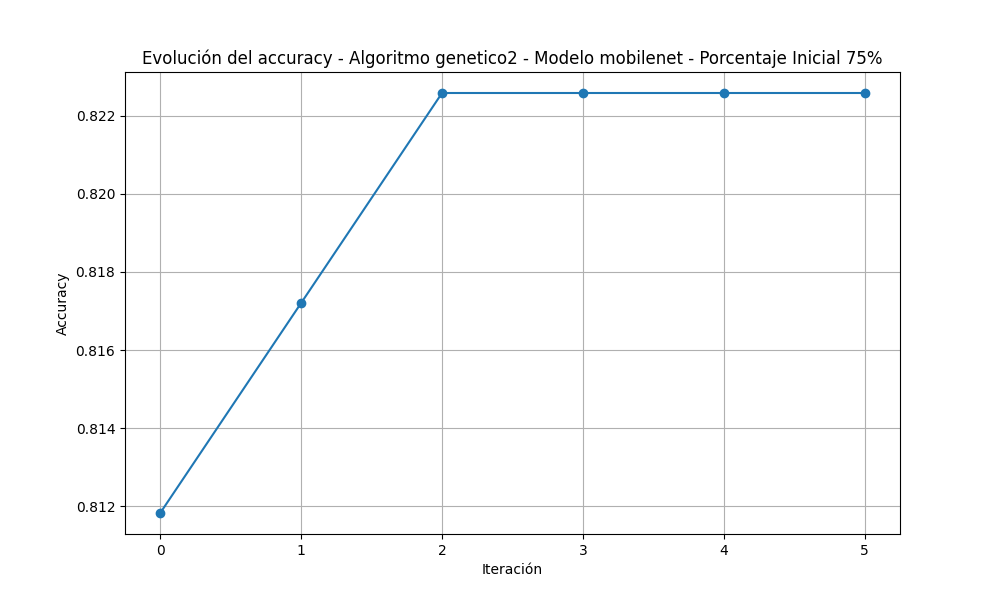 Evolución del accuracy - Algoritmo genetico2 - Modelo mobilenet - Porcentaje Inicial 75%
0.822
0.820
0.818
0.816
0.814
0.812
Accuracy
0 1 2 3 4 5
Iteración